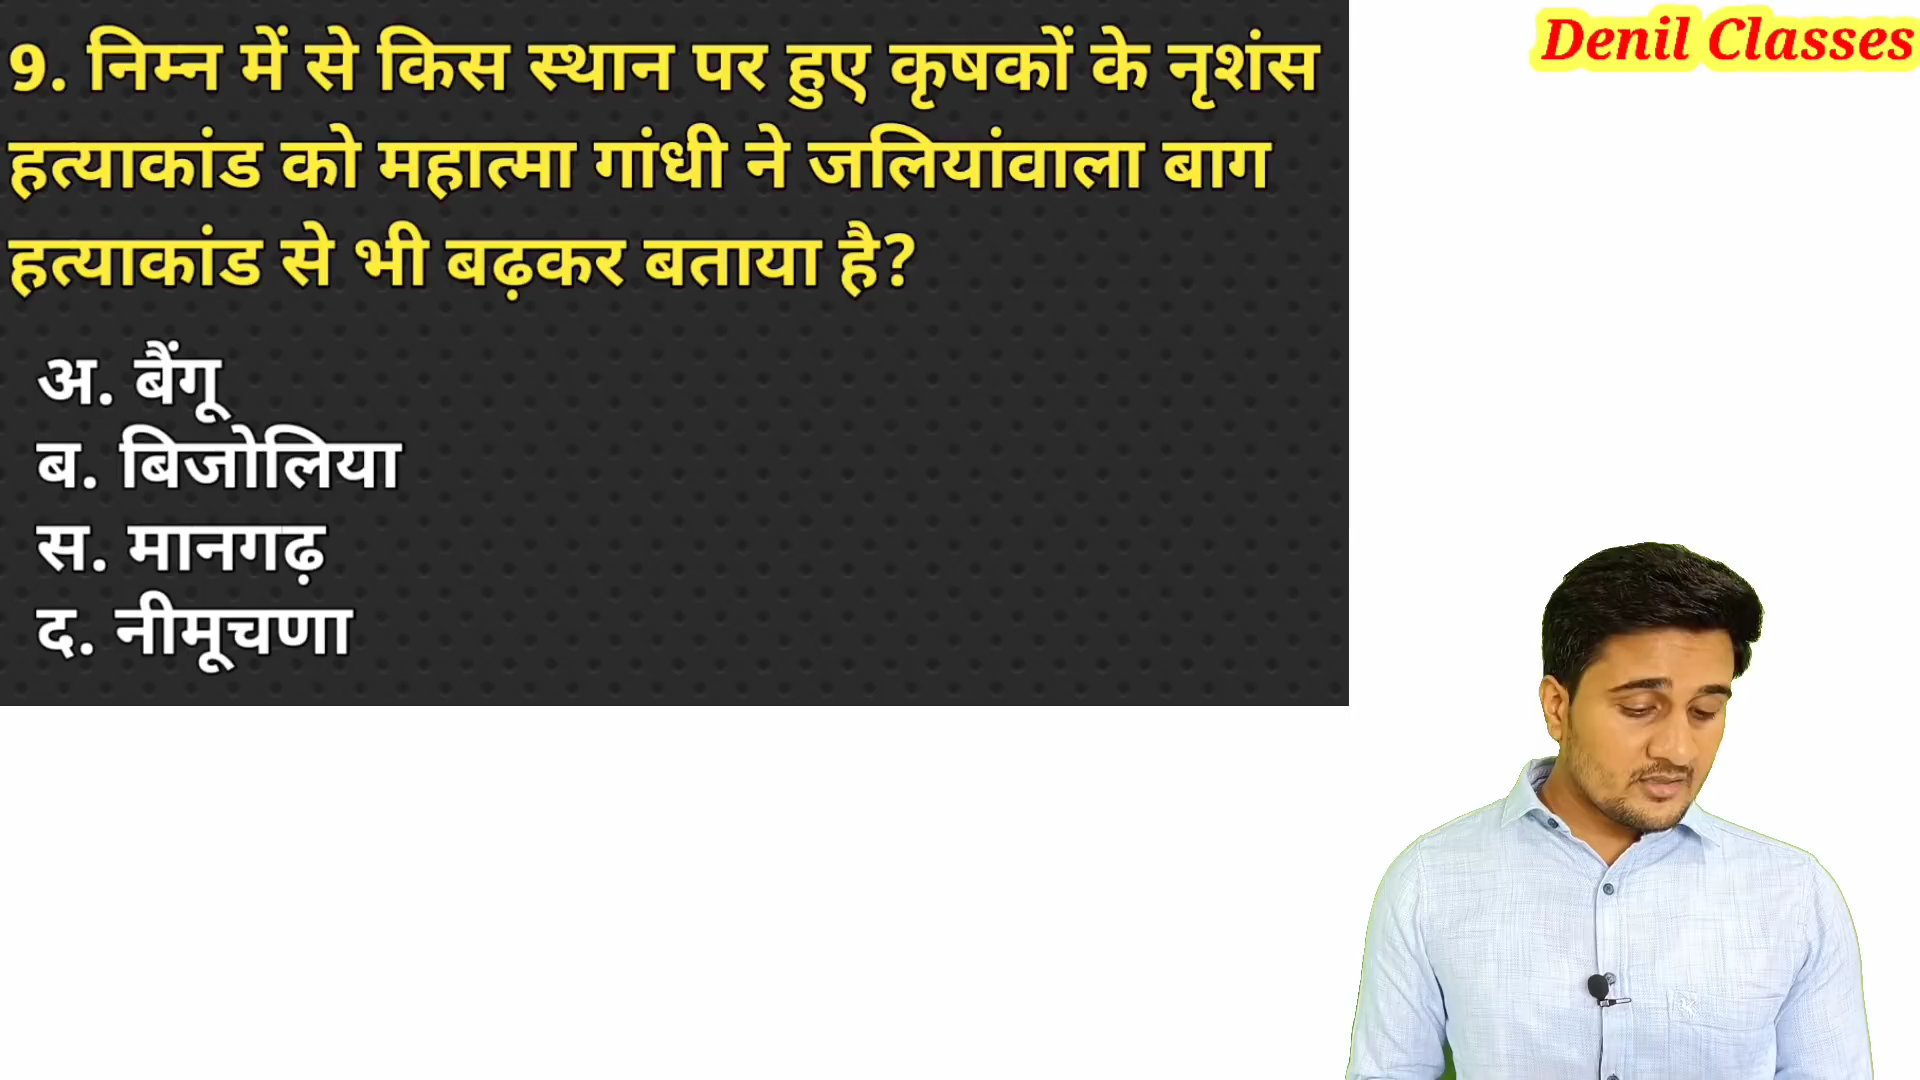 Denil Classes
9. निम्न में से किस स्थान पर हुए कृषकों के नृशंस
हत्याकांड को महात्मा गांधी ने जलियांवाला बाग
हत्याकांड से भी बढ़कर बताया है?
अ. बैंगू
ब. बिजोलिया
स. मानगढ़
द. नीमूचणा